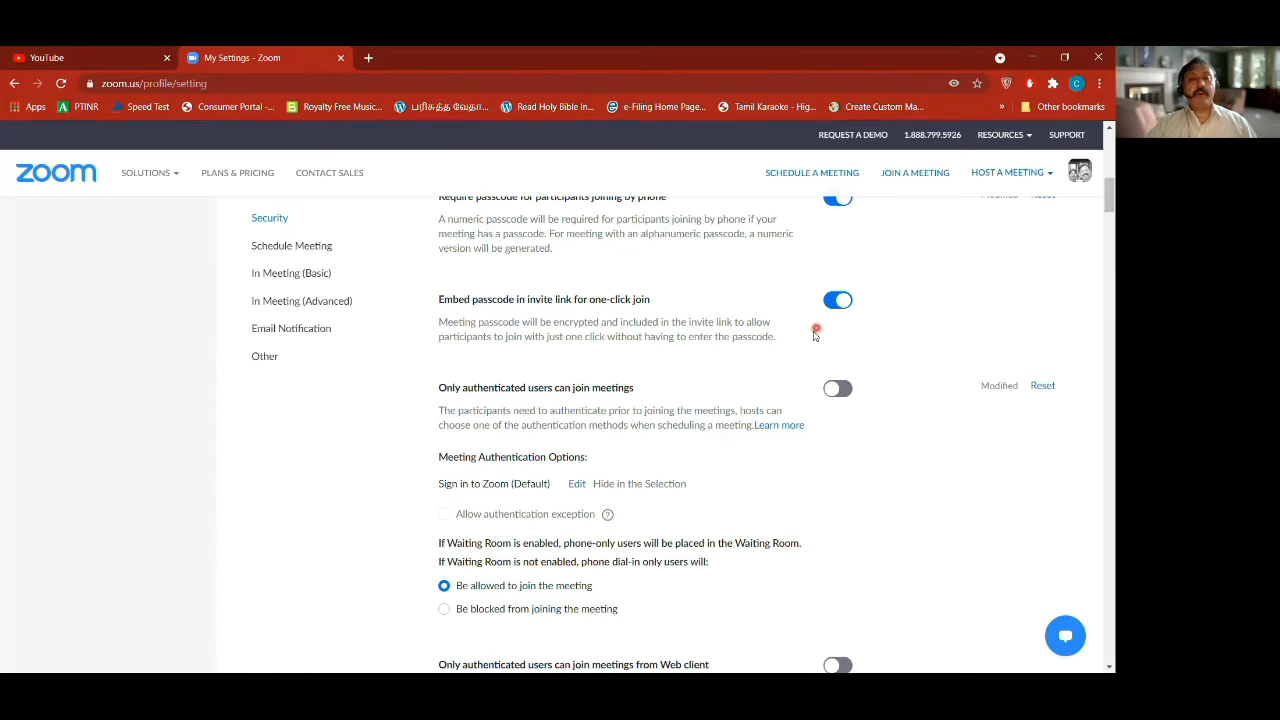 YouTube
My Settings - Zoom
zoom.us/profile/setting
Apps PTINR Speed Test Consumer Portal -... Royalty Free Music... பரிசுத்த வேதா... Read Holy Bible In... e-Filing Home Page... Tamil Karaoke - Hig... Create Custom Ma... » Other bookmarks
REQUEST A DEMO 1.888.799.5926 RESOURCES SUPPORT
zoom SOLUTIONS PLANS & PRICING CONTACT SALES SCHEDULE A MEETING JOIN A MEETING HOST A MEETING
Require passcode for participants joining by phone Modified Reset
Security
A numeric passcode will be required for participants joining by phone if your
meeting has a passcode. For meeting with an alphanumeric passcode, a numeric
version will be generated.
Schedule Meeting
In Meeting (Basic)
In Meeting (Advanced)
Email Notification
Other
Embed passcode in invite link for one-click join
Meeting passcode will be encrypted and included in the invite link to allow
participants to join with just one click without having to enter the passcode.
Only authenticated users can join meetings Modified Reset
The participants need to authenticate prior to joining the meetings, hosts can
choose one of the authentication methods when scheduling a meeting.Learn more
Meeting Authentication Options:
Sign in to Zoom (Default) Edit Hide in the Selection
Allow authentication exception ?
If Waiting Room is enabled, phone-only users will be placed in the Waiting Room.
If Waiting Room is not enabled, phone dial-in only users will:
Be allowed to join the meeting
Be blocked from joining the meeting
Only authenticated users can join meetings from Web client